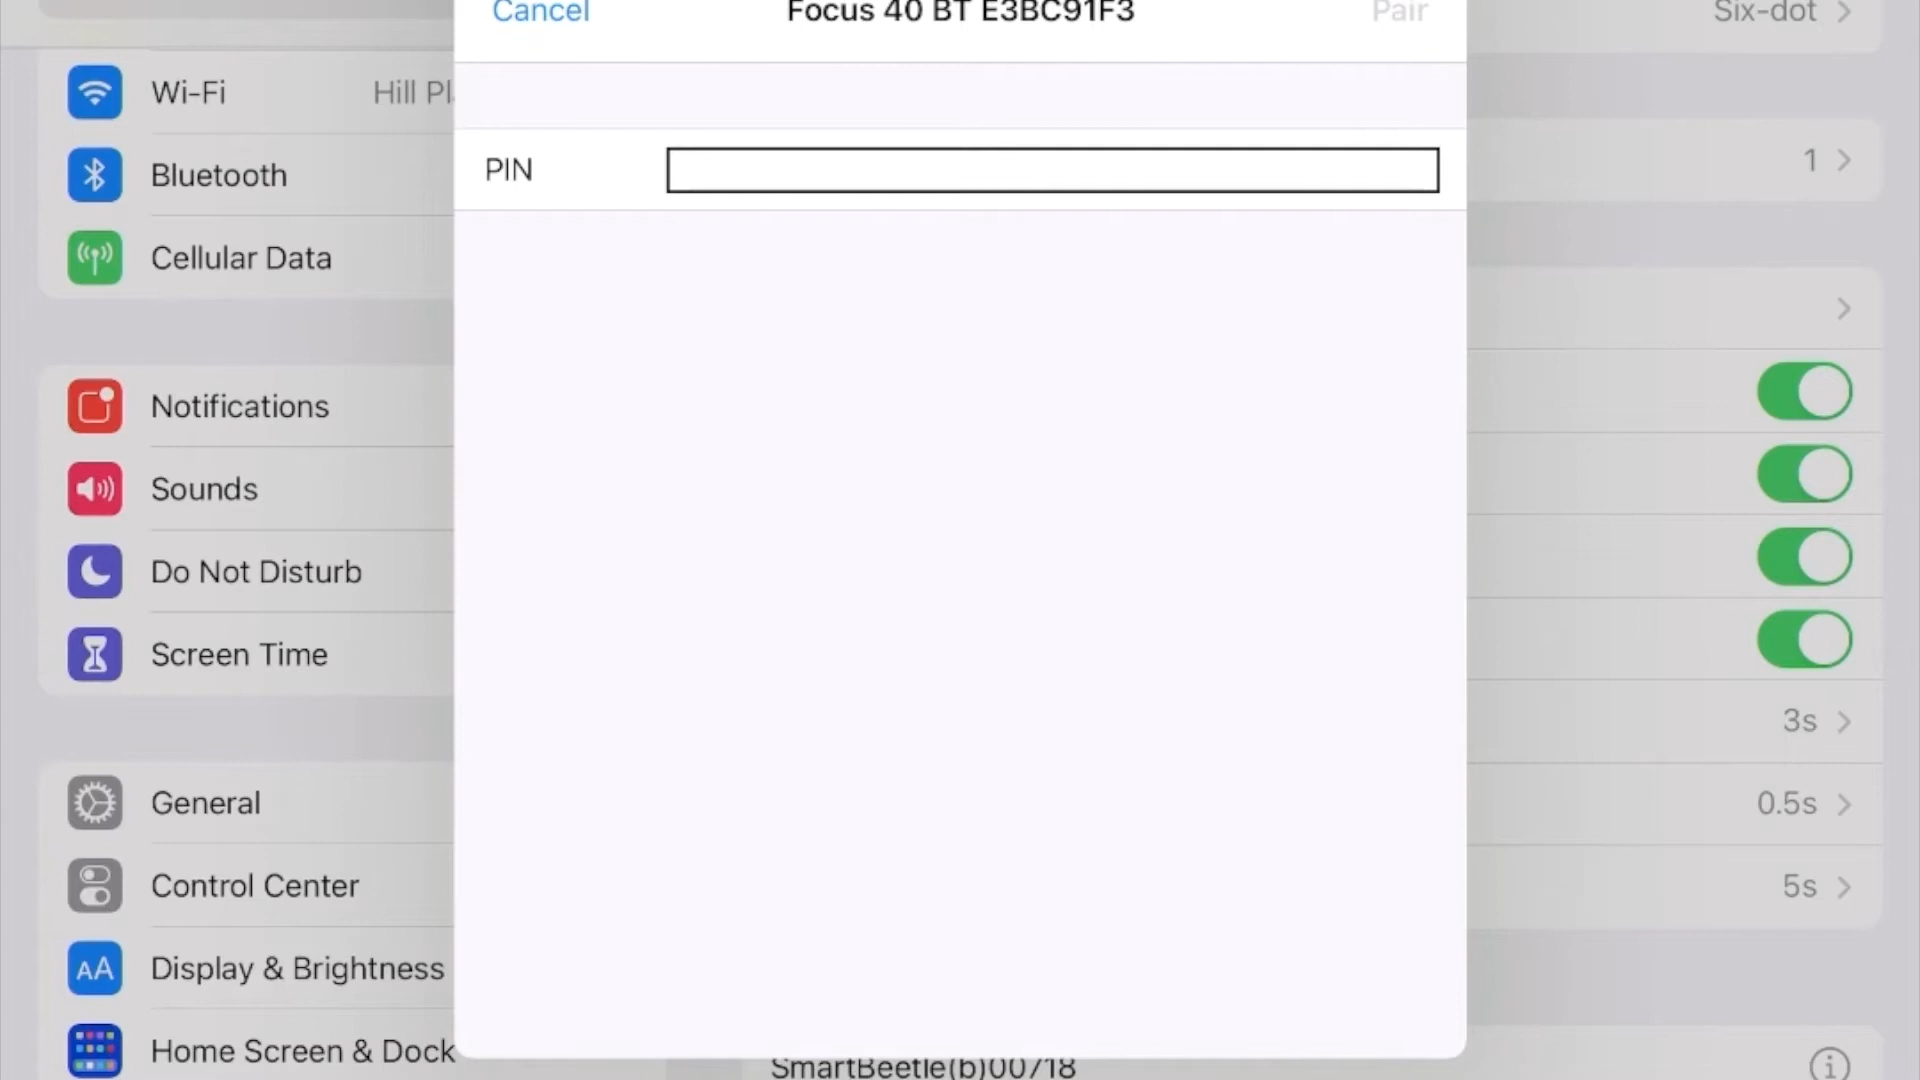 Cancel
Focus 40 BT E3BC91F3
Pair
Six-dot
Wi-Fi
Hill Pl
Bluetooth
Cellular Data
PIN
1
Notifications
Sounds
Do Not Disturb
Screen Time
3s
General
0.5s
Control Center
5s
Display & Brightness
AA
Home Screen & Dock
SmartBeetle(b)00718